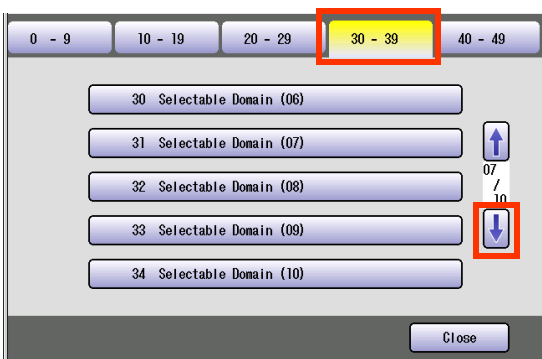 0 - 9
10 - 19
20 - 29
30 - 39
40 - 49
30 Selectable Domain (06)
31 Selectable Domain (07)
32 Selectable Domain (08)
33 Selectable Domain (09)
34 Selectable Domain (10)
07
/
10
Close